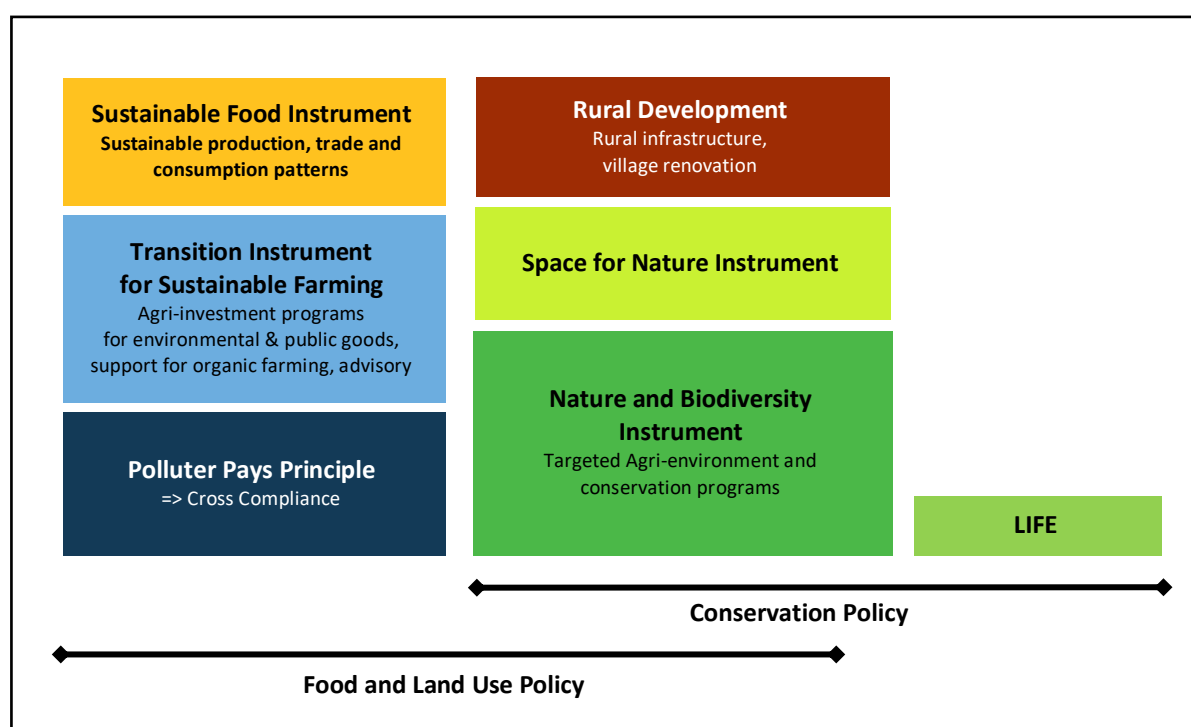 Sustainable Food Instrument
Sustainable production, trade and
consumption patterns
Transition Instrument
for Sustainable Farming
Agri-investment programs
for environmental & public goods,
support for organic farming, advisory
Polluter Pays Principle
=> Cross Compliance
Rural Development
Rural infrastructure,
village renovation
Space for Nature Instrument
Nature and Biodiversity
Instrument
Targeted Agri-environment and
conservation programs
LIFE
Conservation Policy
Food and Land Use Policy